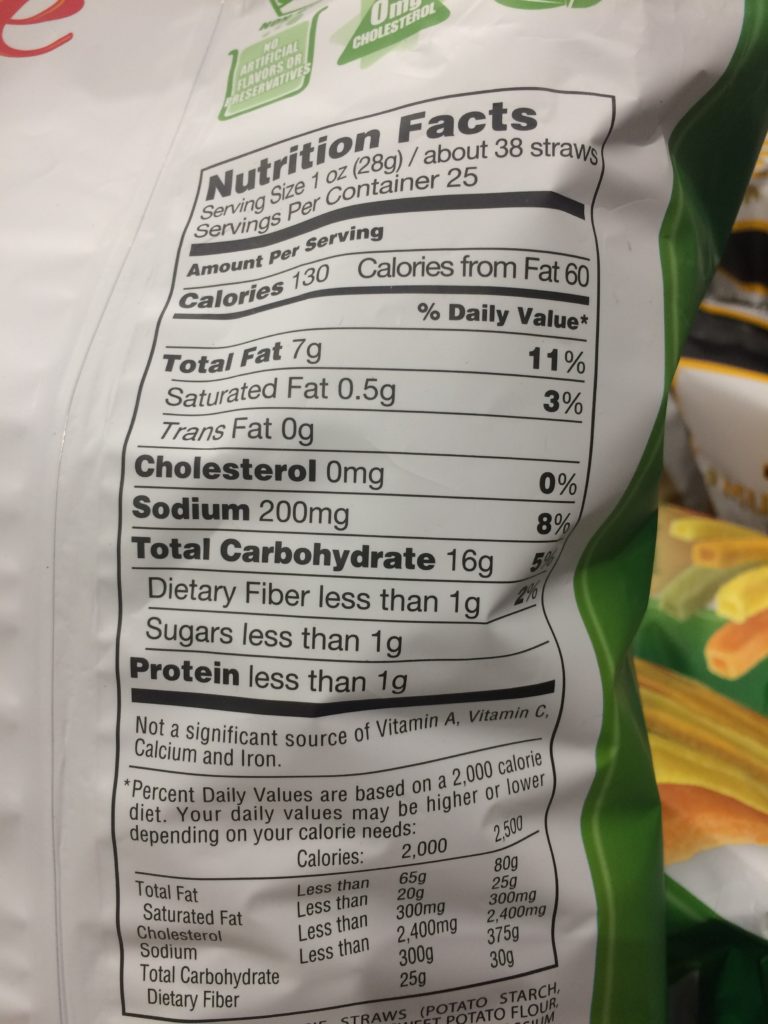 e
NO
ARTIFICIAL
FLAVORS OR
PRESERVATIVES
0mg
CHOLESTEROL
Nutrition Facts
Serving Size 1 oz (28g) / about 38 straws
Servings Per Container 25
Amount Per Serving
Calories 130 Calories from Fat 60
% Daily Value*
Total Fat 7g 11%
Saturated Fat 0.5g 3%
Trans Fat 0g
Cholesterol 0mg 0%
Sodium 200mg 8%
Total Carbohydrate 16g 5%
Dietary Fiber less than 1g 2%
Sugars less than 1g
Protein less than 1g
Not a significant source of Vitamin A, Vitamin C,
Calcium and Iron.
*Percent Daily Values are based on a 2,000 calorie
diet. Your daily values may be higher or lower
depending on your calorie needs:
Calories: 2,000 2,500
Total Fat Less than 65g 80g
Saturated Fat Less than 20g 25g
Cholesterol Less than 300mg 300mg
Sodium Less than 2,400mg 2,400mg
Total Carbohydrate 300g 375g
Dietary Fiber 25g 30g
STRAWS (POTATO STARCH,
POTATO FLOUR,